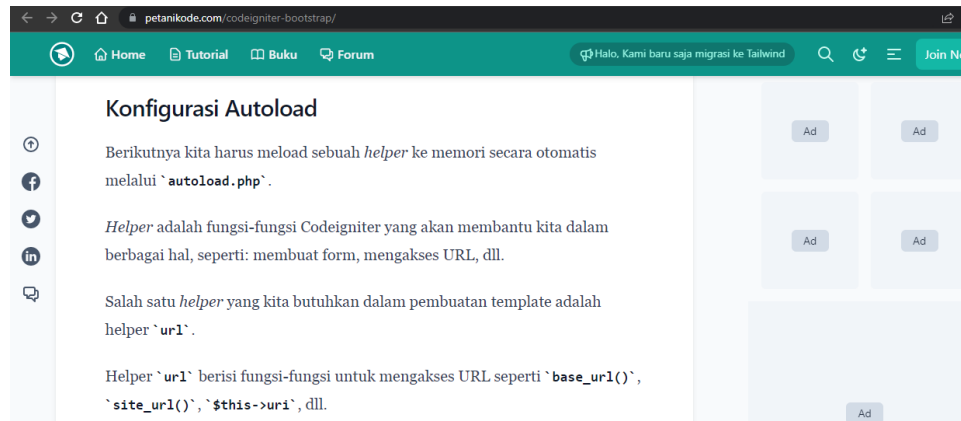 petanikode.com/codeigniter-bootstrap/
Home Tutorial Buku Forum Halo, Kami baru saja migrasi ke Tailwind
Konfigurasi Autoload
Berikutnya kita harus meload sebuah helper ke memori secara otomatis
melalui `autoload.php`.
Helper adalah fungsi-fungsi Codeigniter yang akan membantu kita dalam
berbagai hal, seperti: membuat form, mengakses URL, dll.
Salah satu helper yang kita butuhkan dalam pembuatan template adalah
helper `url`.
Helper `url` berisi fungsi-fungsi untuk mengakses URL seperti `base_url()`,
`site_url()`, `$this->uri`, dll.
Ad Ad
Ad Ad
Ad